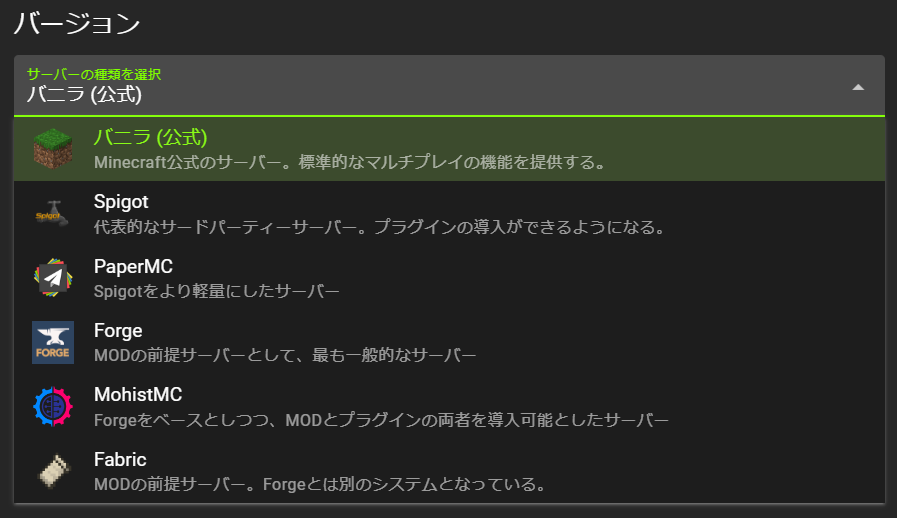 バージョン
サーバーの種類を選択
バニラ (公式)
バニラ (公式)
Minecraft公式のサーバー。標準的なマルチプレイの機能を提供する。
Spigot
Spigot
代表的なサードパーティーサーバー。プラグインの導入ができるようになる。
PaperMC
Spigotをより軽量にしたサーバー
Forge
FORGE
MODの前提サーバーとして、最も一般的なサーバー
MohistMC
Forgeをベースとしつつ、MODとプラグインの両者を導入可能としたサーバー
Fabric
MODの前提サーバー。Forgeとは別のシステムとなっている。